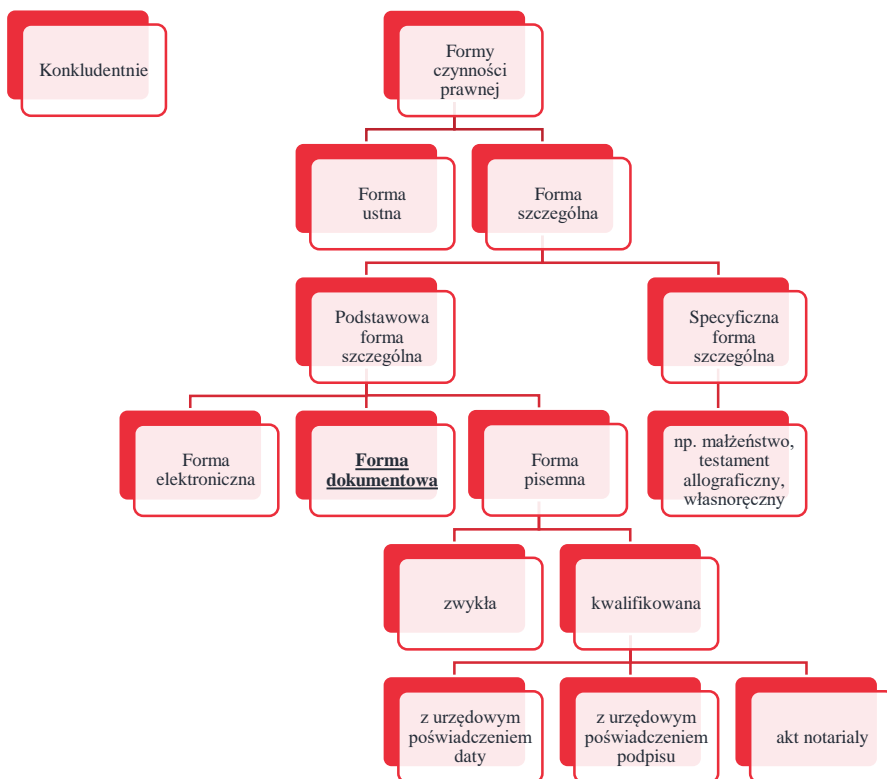 Konkludentnie
Formy
czynności
prawnej
Forma
ustna
Forma
szczególna
Podstawowa
forma
szczególna
Specyficzna
forma
szczególna
Forma
elektroniczna
Forma
dokumentowa
Forma
pisemna
np. małżeństwo,
testament
allograficzny,
własnoręczny
zwykła
kwalifikowana
z urzędowym
poświadczeniem
daty
z urzędowym
poświadczeniem
podpisu
akt notarialy